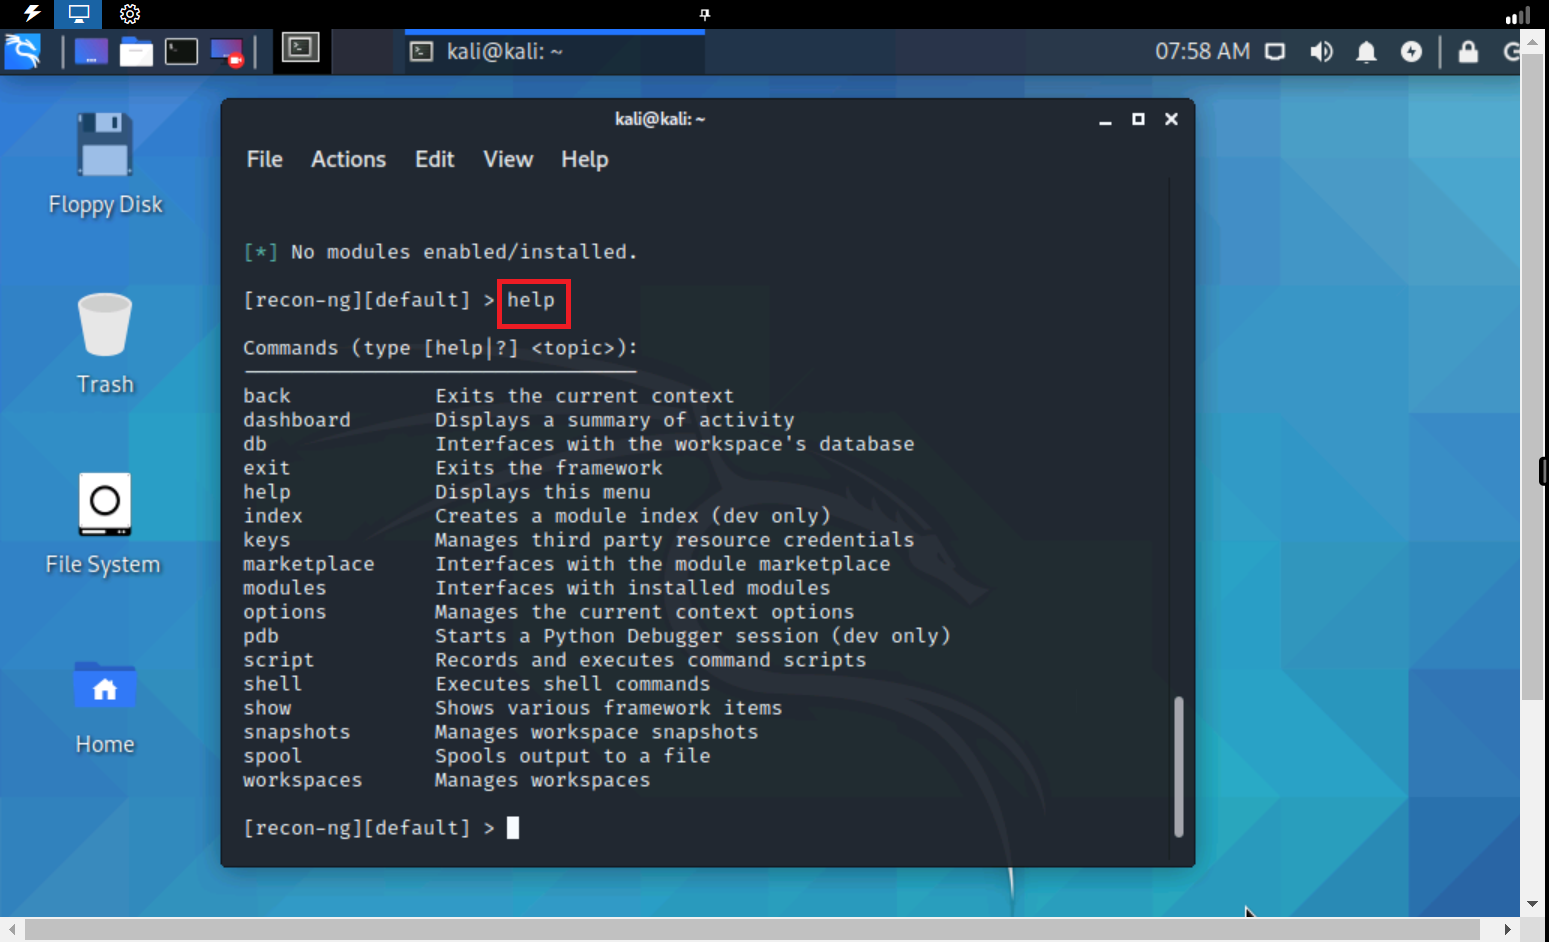 kali@kali: ~
07:58 AM
kali@kali: ~
File Actions Edit View Help
Floppy Disk
Trash
File System
Home
[*] No modules enabled/installed.
[recon-ng][default] > help
Commands (type [help|?] <topic>):
back Exits the current context
dashboard Displays a summary of activity
db Interfaces with the workspace's database
exit Exits the framework
help Displays this menu
index Creates a module index (dev only)
keys Manages third party resource credentials
marketplace Interfaces with the module marketplace
modules Interfaces with installed modules
options Manages the current context options
pdb Starts a Python Debugger session (dev only)
script Records and executes command scripts
shell Executes shell commands
show Shows various framework items
snapshots Manages workspace snapshots
spool Spools output to a file
workspaces Manages workspaces
[recon-ng][default] >